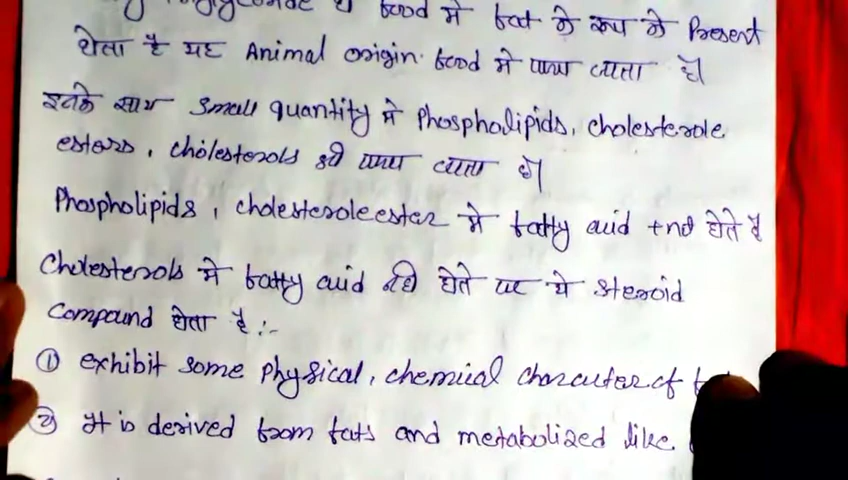 Triglyceride ये food मे fat के रूप मे Present
होता है यह Animal origin food मे पाया जाता है।
इनके साथ Small quantity मे Phospholipids, cholesterole
esters, cholesterols भी पाया जाता है।
Phospholipids, cholesteroleester मे fatty acid होते है
Cholesterols मे fatty acid नही होते पर ये steroid
Compound होता है :-
① exhibit some physical, chemical character of
② It is derived from fats and metabolized like